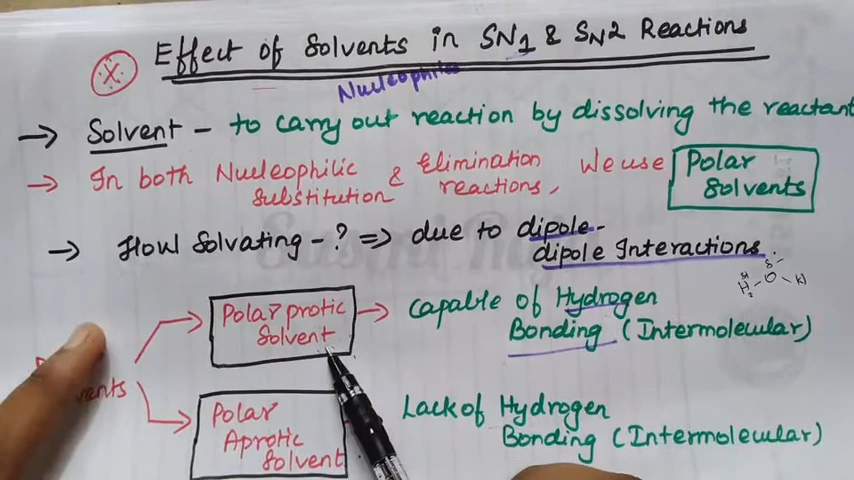 Effect of Solvents in SN1 & SN2 Reactions
Nucleophilic
→ Solvent – to carry out reaction by dissolving the reactant
→ In both Nucleophilic & Elimination We use Polar
Substitution reactions, Solvents
→ How Solvating – ? ⇒ due to dipole-
dipole Interactions.
δ-
H O H
Polar protic → Capable of Hydrogen
Solvent Bonding (Intermolecular)
Polar Lack of Hydrogen
Aprotic Bonding (Intermolecular)
Solvent